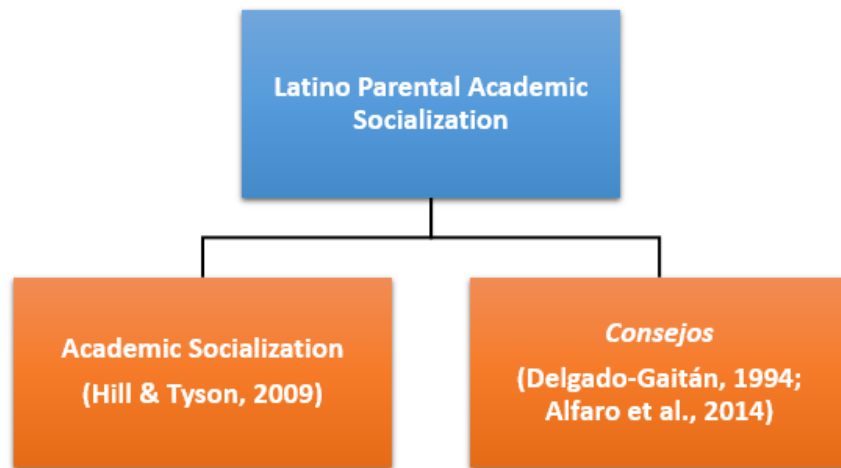 Latino Parental Academic
Socialization
Academic Socialization
(Hill & Tyson, 2009)
Consejos
(Delgado-Gaitán, 1994;
Alfaro et al., 2014)